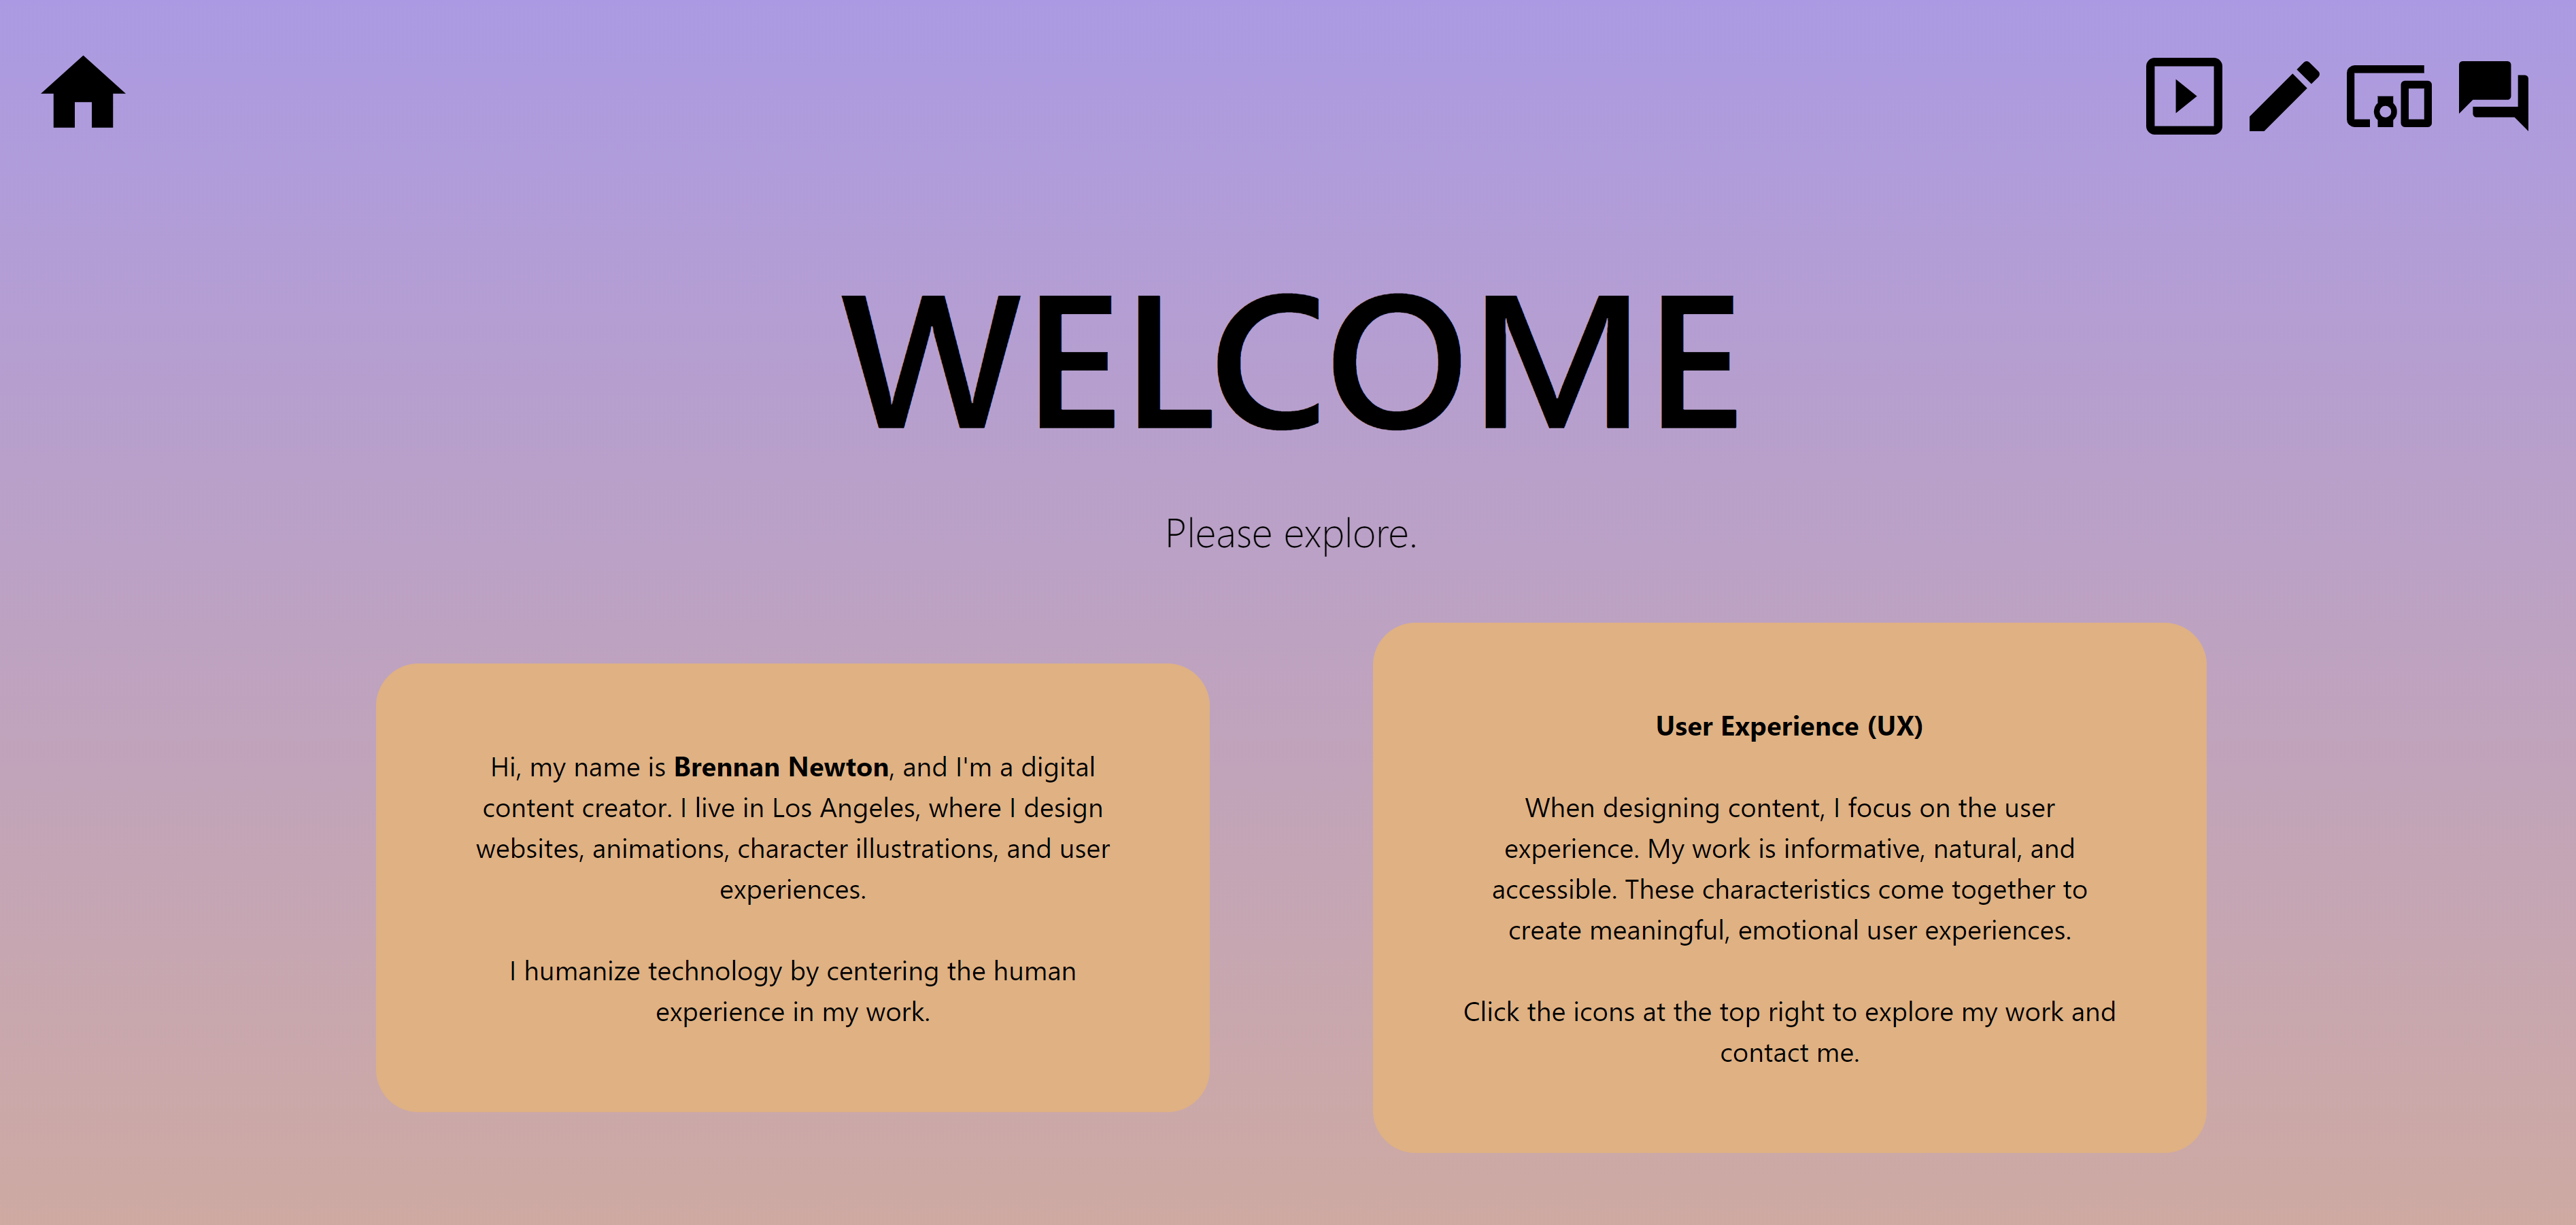 WELCOME
Please explore.
Hi, my name is Brennan Newton, and I'm a digital
content creator. I live in Los Angeles, where I design
websites, animations, character illustrations, and user
experiences.
I humanize technology by centering the human
experience in my work.
User Experience (UX)
When designing content, I focus on the user
experience. My work is informative, natural, and
accessible. These characteristics come together to
create meaningful, emotional user experiences.
Click the icons at the top right to explore my work and
contact me.